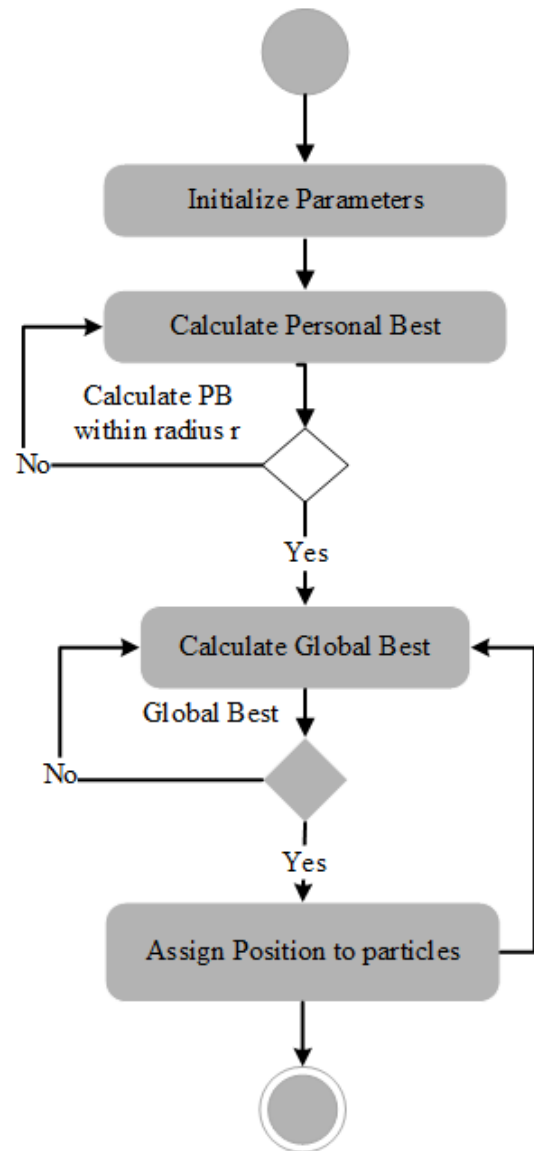 Initialize Parameters
Calculate Personal Best
Calculate PB
within radius r
No
Yes
Calculate Global Best
Global Best
No
Yes
Assign Position to particles